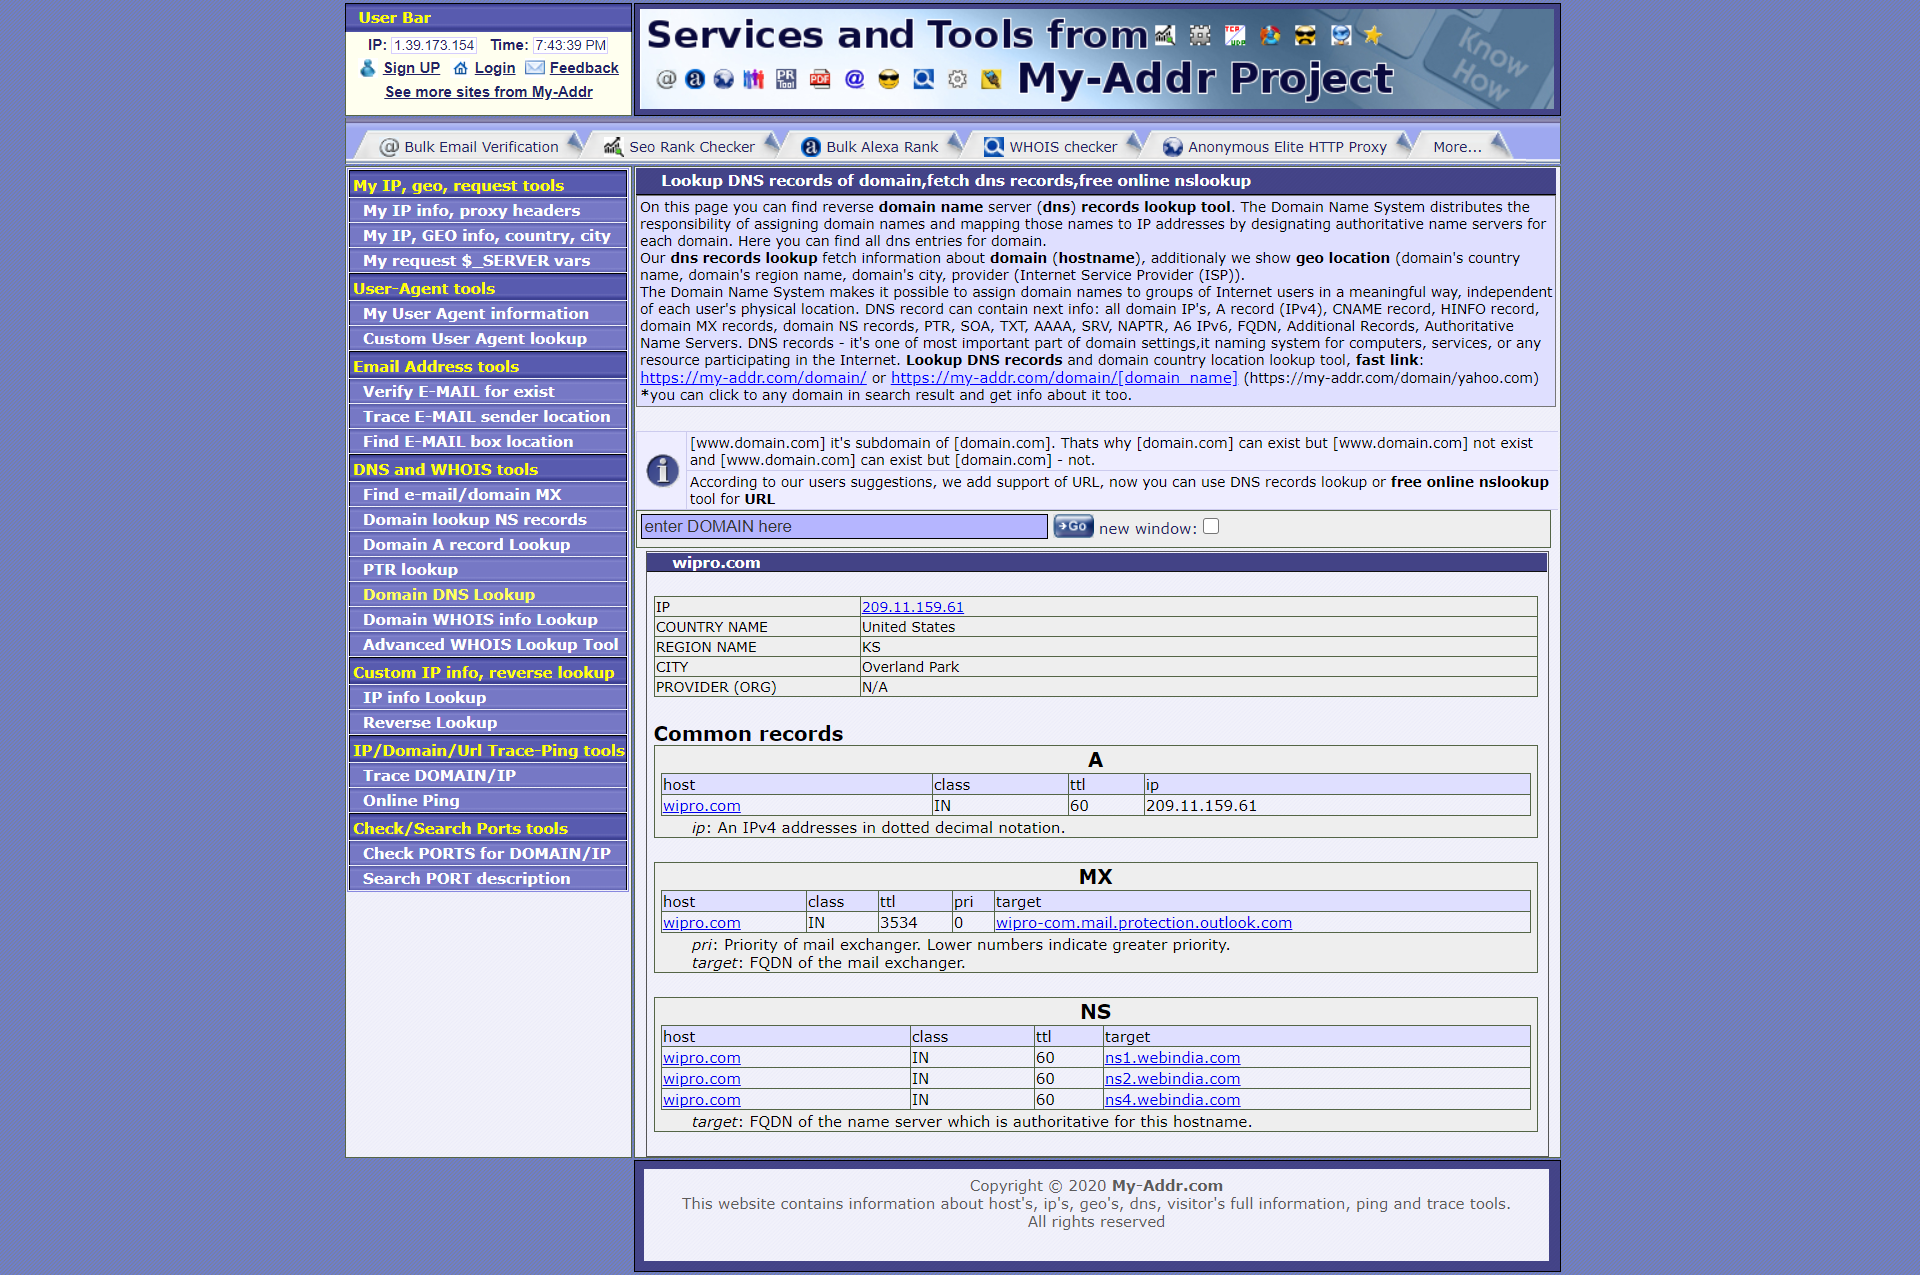 User Bar
IP: 1.39.173.154 Time: 7:43:39 PM
Sign UP Login Feedback
See more sites from My-Addr
Services and Tools from
My-Addr Project
Know How
Bulk Email Verification
Seo Rank Checker
Bulk Alexa Rank
WHOIS checker
Anonymous Elite HTTP Proxy
More...
My IP, geo, request tools
My IP info, proxy headers
My IP, GEO info, country, city
My request $_SERVER vars
User-Agent tools
My User Agent information
Custom User Agent lookup
Email Address tools
Verify E-MAIL for exist
Trace E-MAIL sender location
Find E-MAIL box location
DNS and WHOIS tools
Find e-mail/domain MX
Domain lookup NS records
Domain A record Lookup
PTR lookup
Domain DNS Lookup
Domain WHOIS info Lookup
Advanced WHOIS Lookup Tool
Custom IP info, reverse lookup
IP info Lookup
Reverse Lookup
IP/Domain/Url Trace-Ping tools
Trace DOMAIN/IP
Online Ping
Check/Search Ports tools
Check PORTS for DOMAIN/IP
Search PORT description
Lookup DNS records of domain,fetch dns records,free online nslookup
On this page you can find reverse domain name server (dns) records lookup tool. The Domain Name System distributes the
responsibility of assigning domain names and mapping those names to IP addresses by designating authoritative name servers for
each domain. Here you can find all dns entries for domain.
Our dns records lookup fetch information about domain (hostname), additionaly we show geo location (domain's country
name, domain's region name, domain's city, provider (Internet Service Provider (ISP)).
The Domain Name System makes it possible to assign domain names to groups of Internet users in a meaningful way, independent
of each user's physical location. DNS record can contain next info: all domain IP's, A record (IPv4), CNAME record, HINFO record,
domain MX records, domain NS records, PTR, SOA, TXT, AAAA, SRV, NAPTR, A6 IPv6, FQDN, Additional Records, Authoritative
Name Servers. DNS records - it's one of most important part of domain settings,it naming system for computers, services, or any
resource participating in the Internet. Lookup DNS records and domain country location lookup tool, fast link:
https://my-addr.com/domain/ or https://my-addr.com/domain/[domain_name] (https://my-addr.com/domain/yahoo.com)
*you can click to any domain in search result and get info about it too.
[www.domain.com] it's subdomain of [domain.com]. Thats why [domain.com] can exist but [www.domain.com] not exist
and [www.domain.com] can exist but [domain.com] - not.
According to our users suggestions, we add support of URL, now you can use DNS records lookup or free online nslookup
tool for URL
enter DOMAIN here Go new window:
wipro.com
IP 209.11.159.61
COUNTRY NAME United States
REGION NAME KS
CITY Overland Park
PROVIDER (ORG) N/A
Common records
A
host class ttl ip
wipro.com IN 60 209.11.159.61
ip: An IPv4 addresses in dotted decimal notation.
MX
host class ttl pri target
wipro.com IN 3534 0 wipro-com.mail.protection.outlook.com
pri: Priority of mail exchanger. Lower numbers indicate greater priority.
target: FQDN of the mail exchanger.
NS
host class ttl target
wipro.com IN 60 ns1.webindia.com
wipro.com IN 60 ns2.webindia.com
wipro.com IN 60 ns4.webindia.com
target: FQDN of the name server which is authoritative for this hostname.
Copyright © 2020 My-Addr.com
This website contains information about host's, ip's, geo's, dns, visitor's full information, ping and trace tools.
All rights reserved